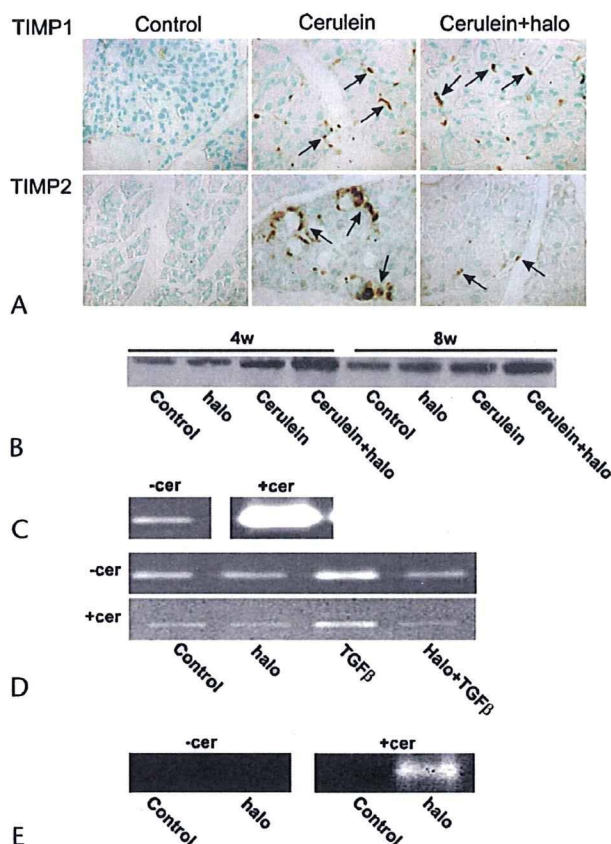 TIMP1 Control Cerulein Cerulein+halo
TIMP2
A
4w 8w
Control halo Cerulein Cerulein+halo Control halo Cerulein Cerulein+halo
B
-cer +cer
C
-cer
+cer
Control halo TGFβ Halo+TGFβ
D
-cer +cer
Control halo Control halo
E